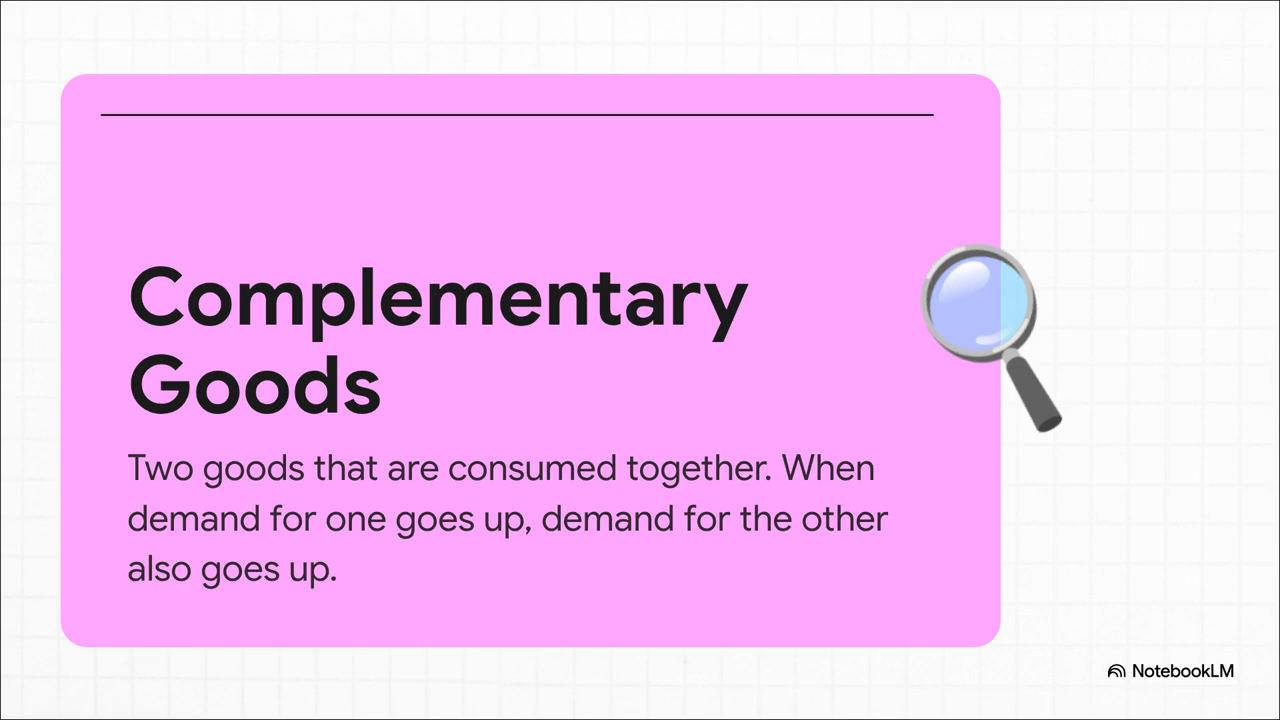 Complementary
Goods
Two goods that are consumed together. When
demand for one goes up, demand for the other
also goes up.
NotebookLM